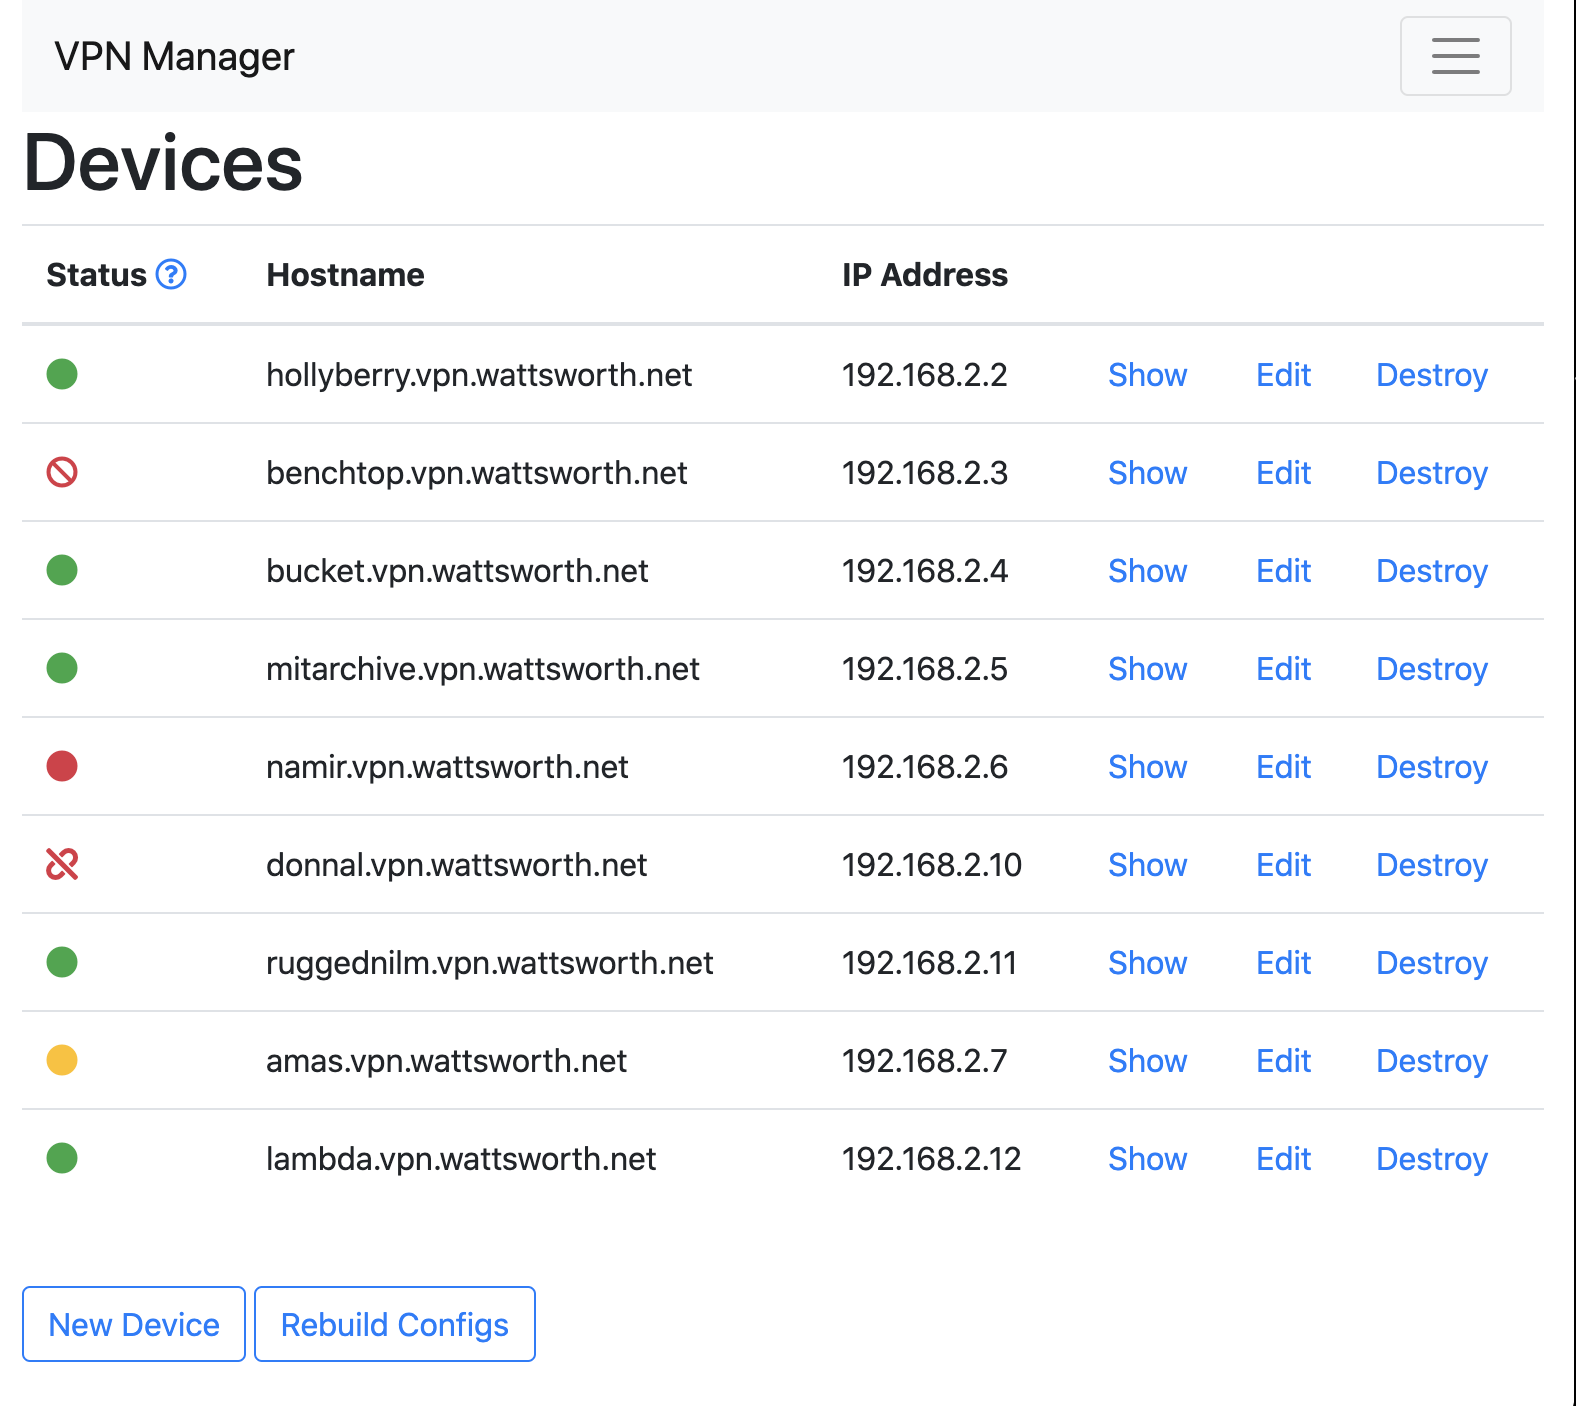 VPN Manager
Devices
Status ? Hostname IP Address
hollyberry.vpn.wattsworth.net 192.168.2.2 Show Edit Destroy
benchtop.vpn.wattsworth.net 192.168.2.3 Show Edit Destroy
bucket.vpn.wattsworth.net 192.168.2.4 Show Edit Destroy
mitarchive.vpn.wattsworth.net 192.168.2.5 Show Edit Destroy
namir.vpn.wattsworth.net 192.168.2.6 Show Edit Destroy
donnal.vpn.wattsworth.net 192.168.2.10 Show Edit Destroy
ruggednilm.vpn.wattsworth.net 192.168.2.11 Show Edit Destroy
amas.vpn.wattsworth.net 192.168.2.7 Show Edit Destroy
lambda.vpn.wattsworth.net 192.168.2.12 Show Edit Destroy
New Device Rebuild Configs